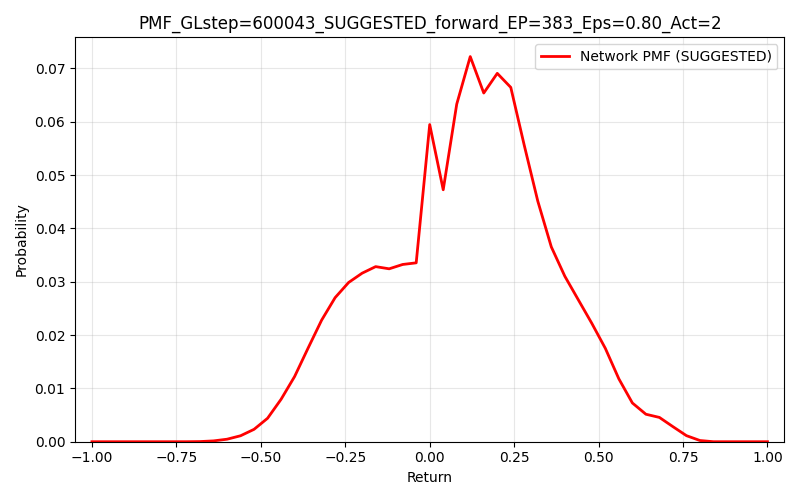 PMF_GLstep=600043_SUGGESTED_forward_EP=383_Eps=0.80_Act=2
Network PMF (SUGGESTED)
Probability
0.07
0.06
0.05
0.04
0.03
0.02
0.01
0.00
−1.00 −0.75 −0.50 −0.25 0.00 0.25 0.50 0.75 1.00
Return